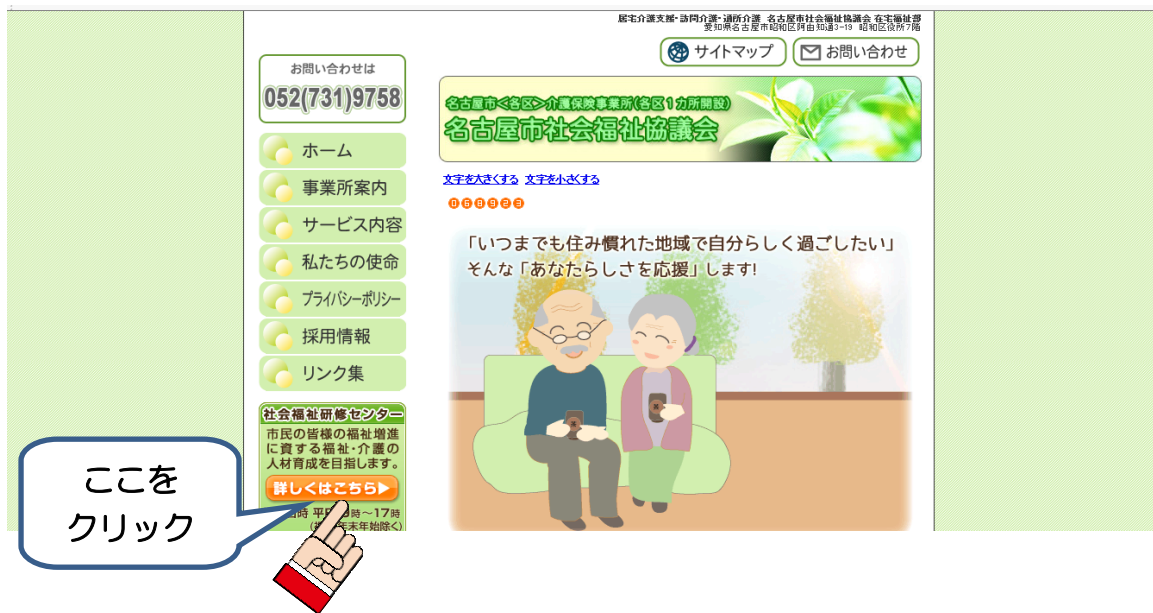 居宅介護支援・訪問介護・通所介護 名古屋市社会福祉協議会 在宅福祉部
愛知県名古屋市昭和区阿由知通3-19 昭和区役所7階
サイトマップ
お問い合わせ
お問い合わせは
052(731)9758
ホーム
事業所案内
サービス内容
私たちの使命
プライバシーポリシー
採用情報
リンク集
名古屋市<各区>介護保険事業所(各区1カ所開設)
名古屋市社会福祉協議会
文字を大きくする 文字を小さくする
「いつまでも住み慣れた地域で自分らしく過ごしたい」
そんな「あなたらしさを応援」します!
社会福祉研修センター
市民の皆様の福祉増進
に資する福祉・介護の
人材育成を目指します。
詳しくはこちら▶
時 平 時～17時
年末年始除く)
ここを
クリック